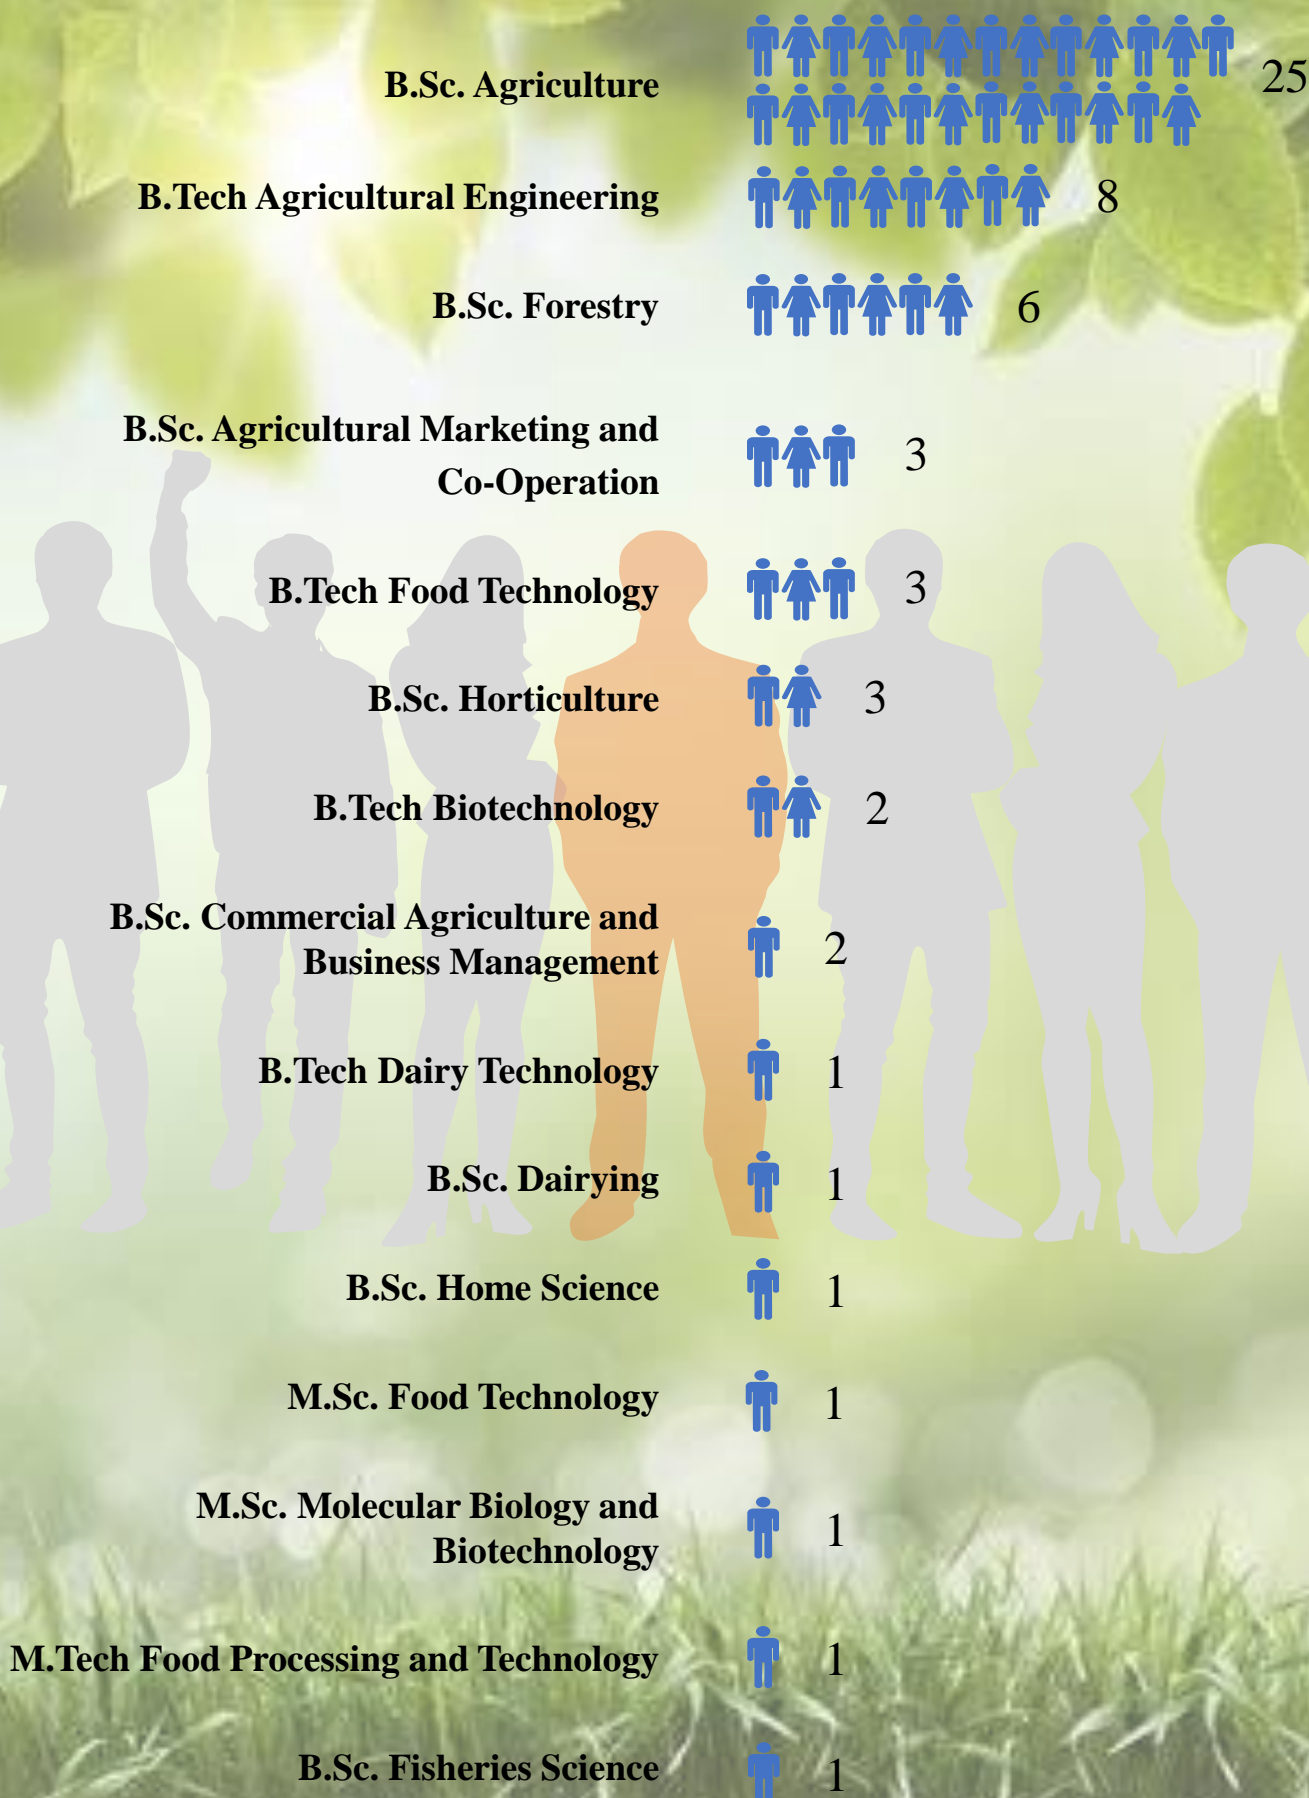 B.Sc. Agriculture 25
B.Tech Agricultural Engineering 8
B.Sc. Forestry 6
B.Sc. Agricultural Marketing and
Co-Operation 3
B.Tech Food Technology 3
B.Sc. Horticulture 3
B.Tech Biotechnology 2
B.Sc. Commercial Agriculture and
Business Management 2
B.Tech Dairy Technology 1
B.Sc. Dairying 1
B.Sc. Home Science 1
M.Sc. Food Technology 1
M.Sc. Molecular Biology and
Biotechnology 1
M.Tech Food Processing and Technology 1
B.Sc. Fisheries Science 1